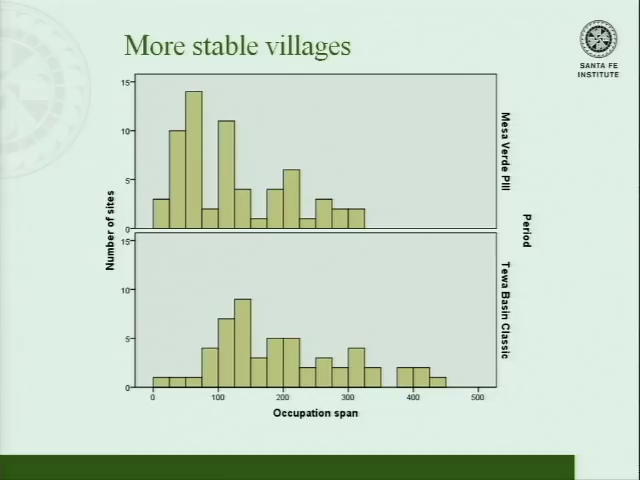 More stable villages
SANTA FE
INSTITUTE
15
10
5
0
Mesa Verde PIII
15
10
5
0
Tewa Basin Classic
Number of sites
Period
0 100 200 300 400 500
Occupation span